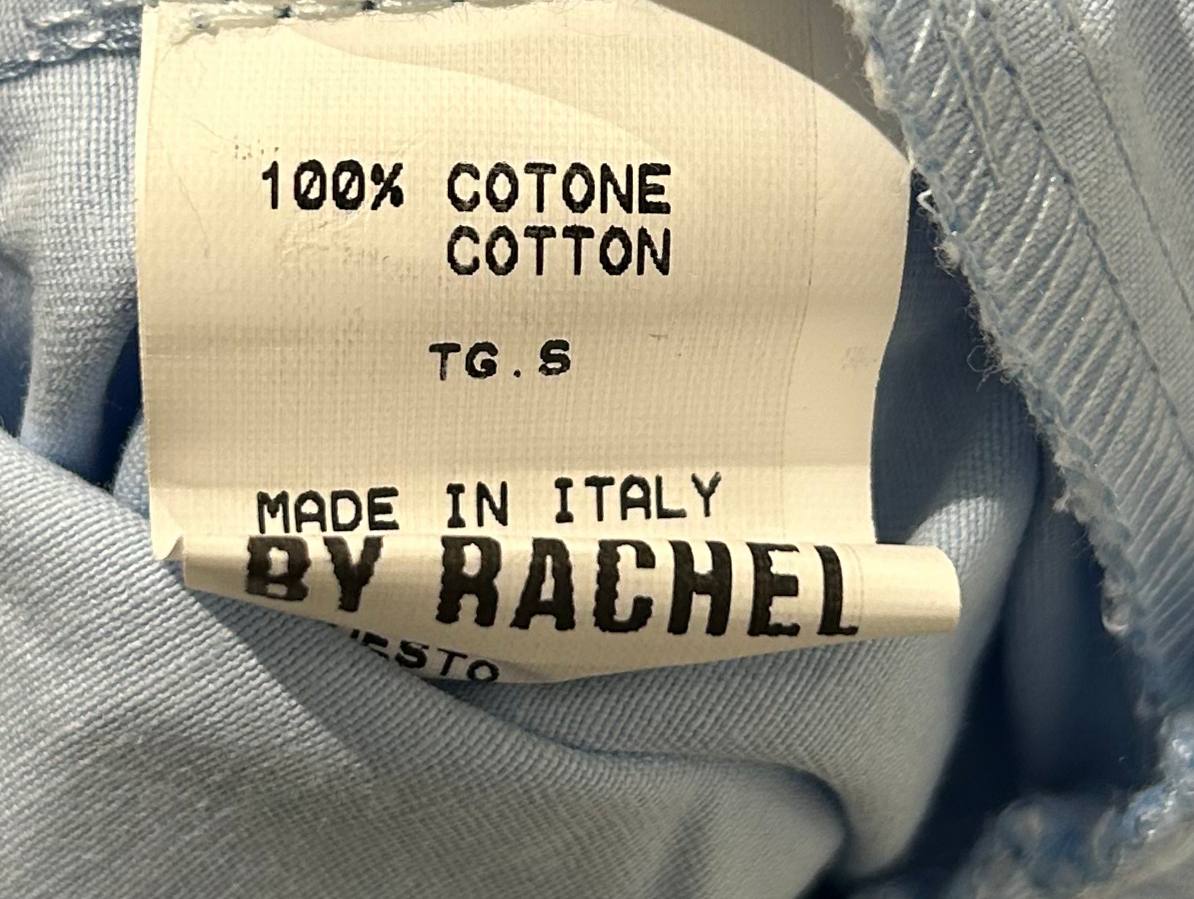 100% COTONE
COTTON
TG.S
MADE IN ITALY
BY RACHEL